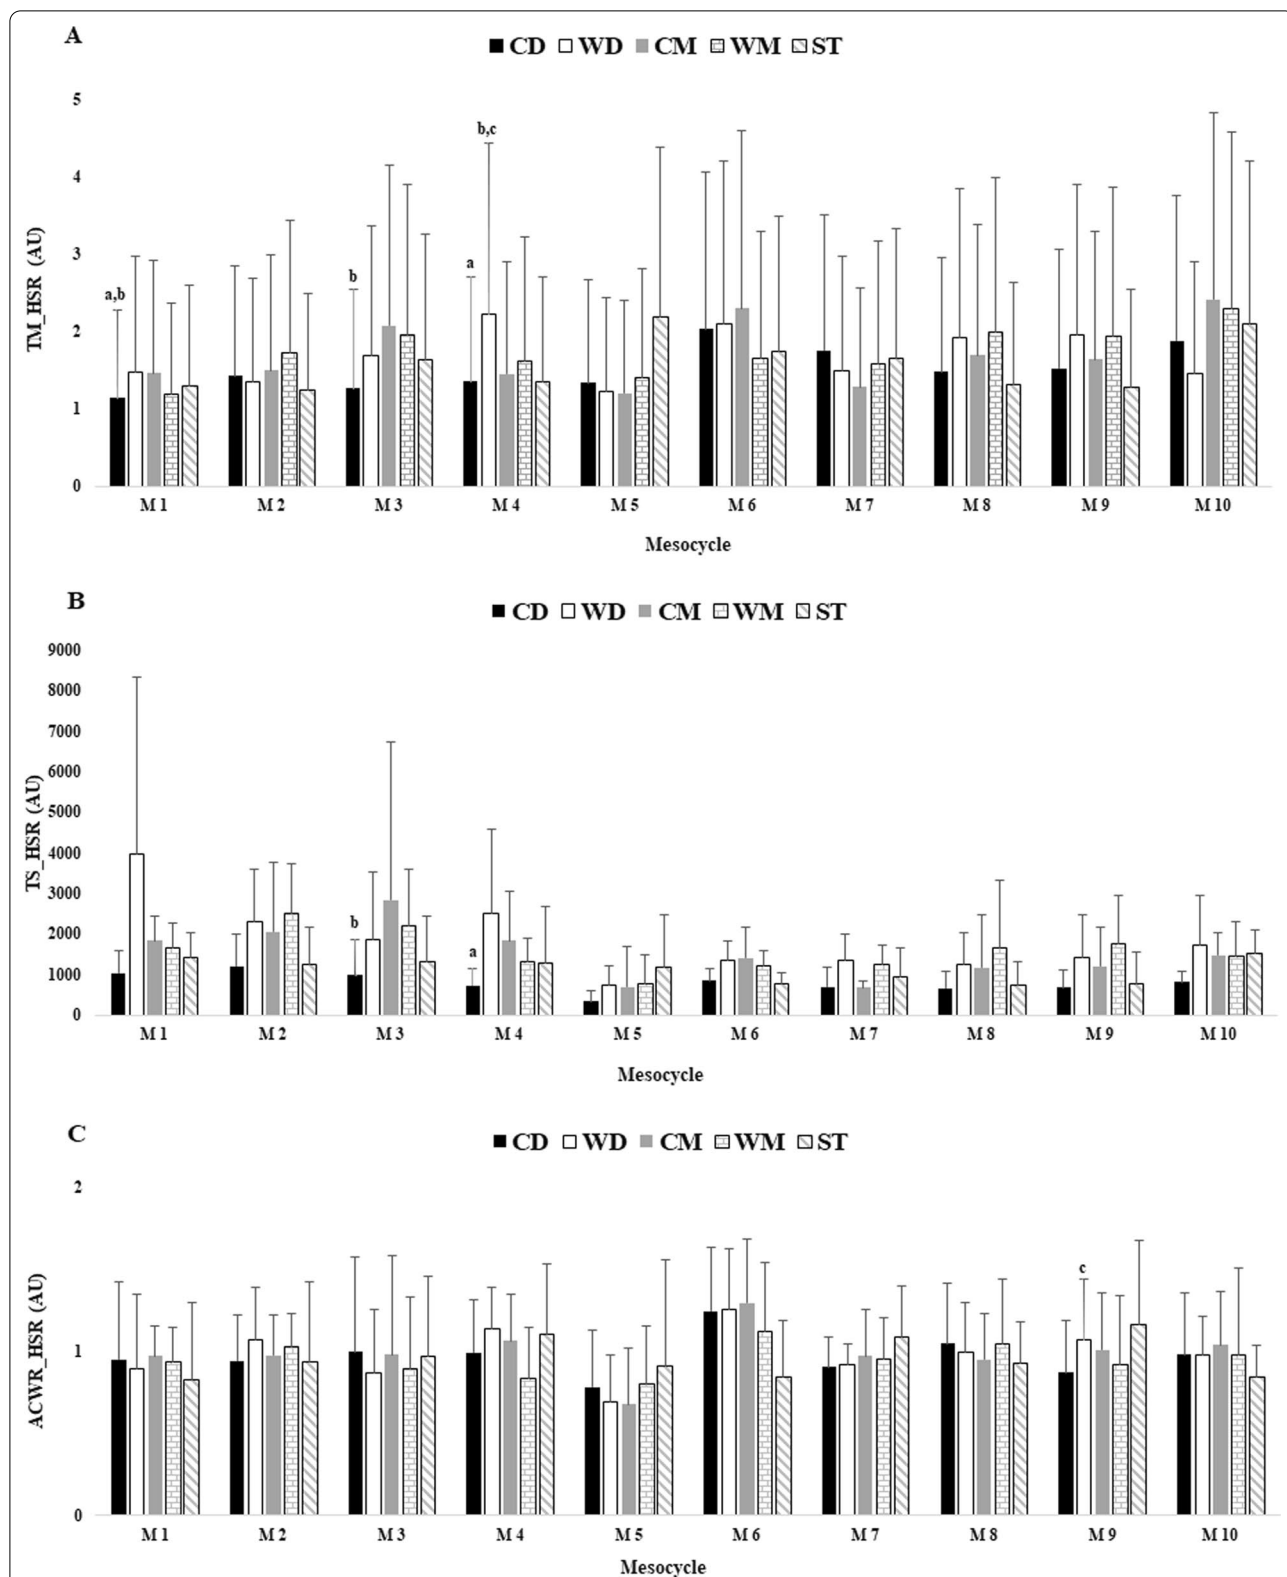 A
CD WD CM WM ST
5
4
3
2
1
0
TM_HSR (AU)
a,b
b
a
b,c
M 1 M 2 M 3 M 4 M 5 M 6 M 7 M 8 M 9 M 10
Mesocycle
B
CD WD CM WM ST
9000
8000
7000
6000
5000
4000
3000
2000
1000
0
TS_HSR (AU)
b
a
M 1 M 2 M 3 M 4 M 5 M 6 M 7 M 8 M 9 M 10
Mesocycle
C
CD WD CM WM ST
2
1
0
ACWR_HSR (AU)
c
M 1 M 2 M 3 M 4 M 5 M 6 M 7 M 8 M 9 M 10
Mesocycle